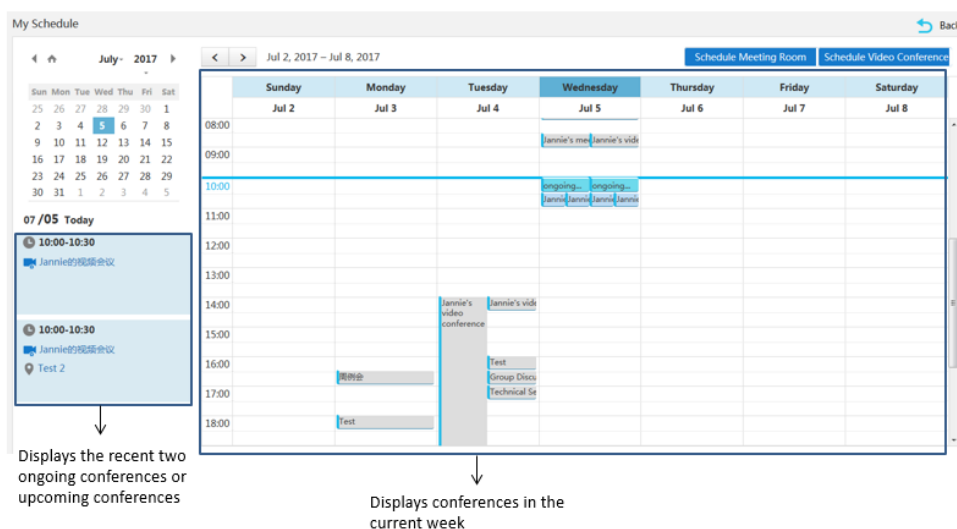 My Schedule
Back
July- 2017
Jul 2, 2017 – Jul 8, 2017
Schedule Meeting Room
Schedule Video Conference
Sun Mon Tue Wed Thu Fri Sat
25 26 27 28 29 30 1
2 3 4 5 6 7 8
9 10 11 12 13 14 15
16 17 18 19 20 21 22
23 24 25 26 27 28 29
30 31 1 2 3 4 5
07 /05 Today
10:00-10:30
Jannie的视频会议
10:00-10:30
Jannie的视频会议
Test 2
Displays the recent two
ongoing conferences or
upcoming conferences
Sunday Monday Tuesday Wednesday Thursday Friday Saturday
Jul 2 Jul 3 Jul 4 Jul 5 Jul 6 Jul 7 Jul 8
08:00
Jannie's me Jannie's vide
09:00
10:00
ongoing... ongoing...
Jannie Jannie Jannie Jannie
11:00
12:00
13:00
14:00
Jannie's
video
conference
Jannie's vide
15:00
16:00
Test
周例会
Group Discu
17:00
Technical Se
18:00
Test
Displays conferences in the
current week